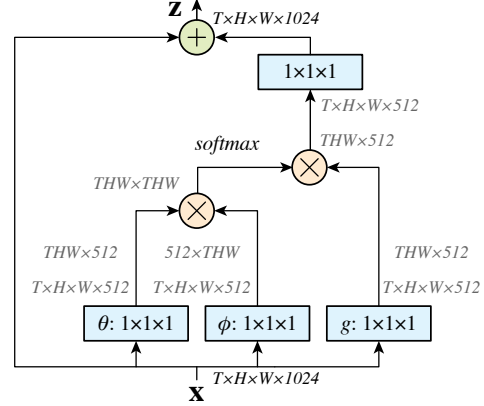 z T×H×W×1024
1×1×1
T×H×W×512
softmax THW×512
THW×THW
THW×512 512×THW THW×512
T×H×W×512 T×H×W×512 T×H×W×512
θ: 1×1×1 ϕ: 1×1×1 g: 1×1×1
x T×H×W×1024